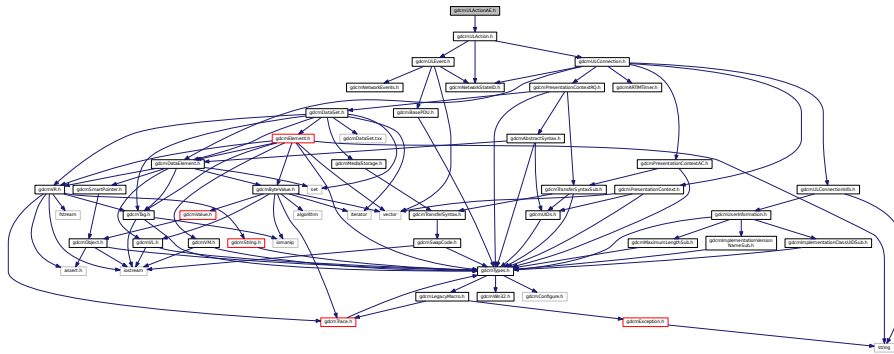 gdcmULActionAE.h
gdcmULAction.h
gdcmULEvent.h
gdcmULConnection.h
gdcmNetworkEvents.h
gdcmNetworkStateID.h
gdcmPresentationContextRQ.h
gdcmARTIMTimer.h
gdcmDataSet.h
gdcmBasePDU.h
gdcmElement.h
gdcmDataSet.txx
gdcmAbstractSyntax.h
gdcmDataElement.h
gdcmMediaStorage.h
gdcmPresentationContextAC.h
gdcmVR.h
gdcmSmartPointer.h
gdcmByteValue.h
set
gdcmTransferSyntaxSub.h
gdcmPresentationContext.h
gdcmULConnectionInfo.h
fstream
gdcmTag.h
gdcmValue.h
algorithm
iterator
vector
gdcmTransferSyntax.h
gdcmUIDs.h
gdcmUserInformation.h
gdcmObject.h
gdcmVL.h
gdcmVM.h
gdcmString.h
iomanip
gdcmSwapCode.h
gdcmMaximumLengthSub.h
gdcmImplementationVersion
NameSub.h
gdcmImplementationClassUIDSub.h
assert.h
iostream
gdcmTypes.h
gdcmLegacyMacro.h
gdcmWin32.h
gdcmConfigure.h
gdcmTrace.h
gdcmException.h
string